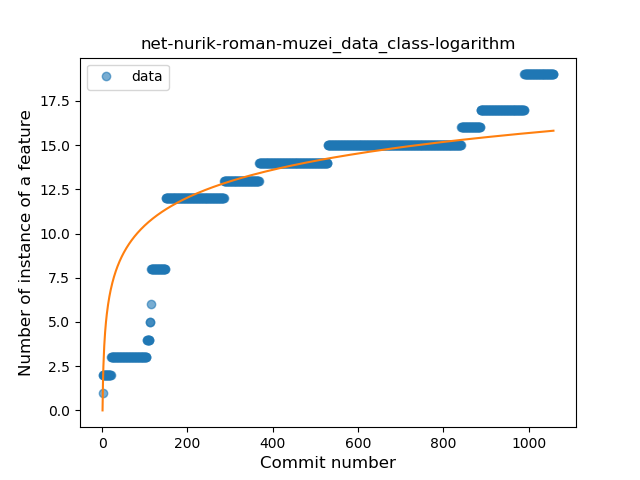 net-nurik-roman-muzei_data_class-logarithm
data
Number of instance of a feature
17.5
15.0
12.5
10.0
7.5
5.0
2.5
0.0
0 200 400 600 800 1000
Commit number